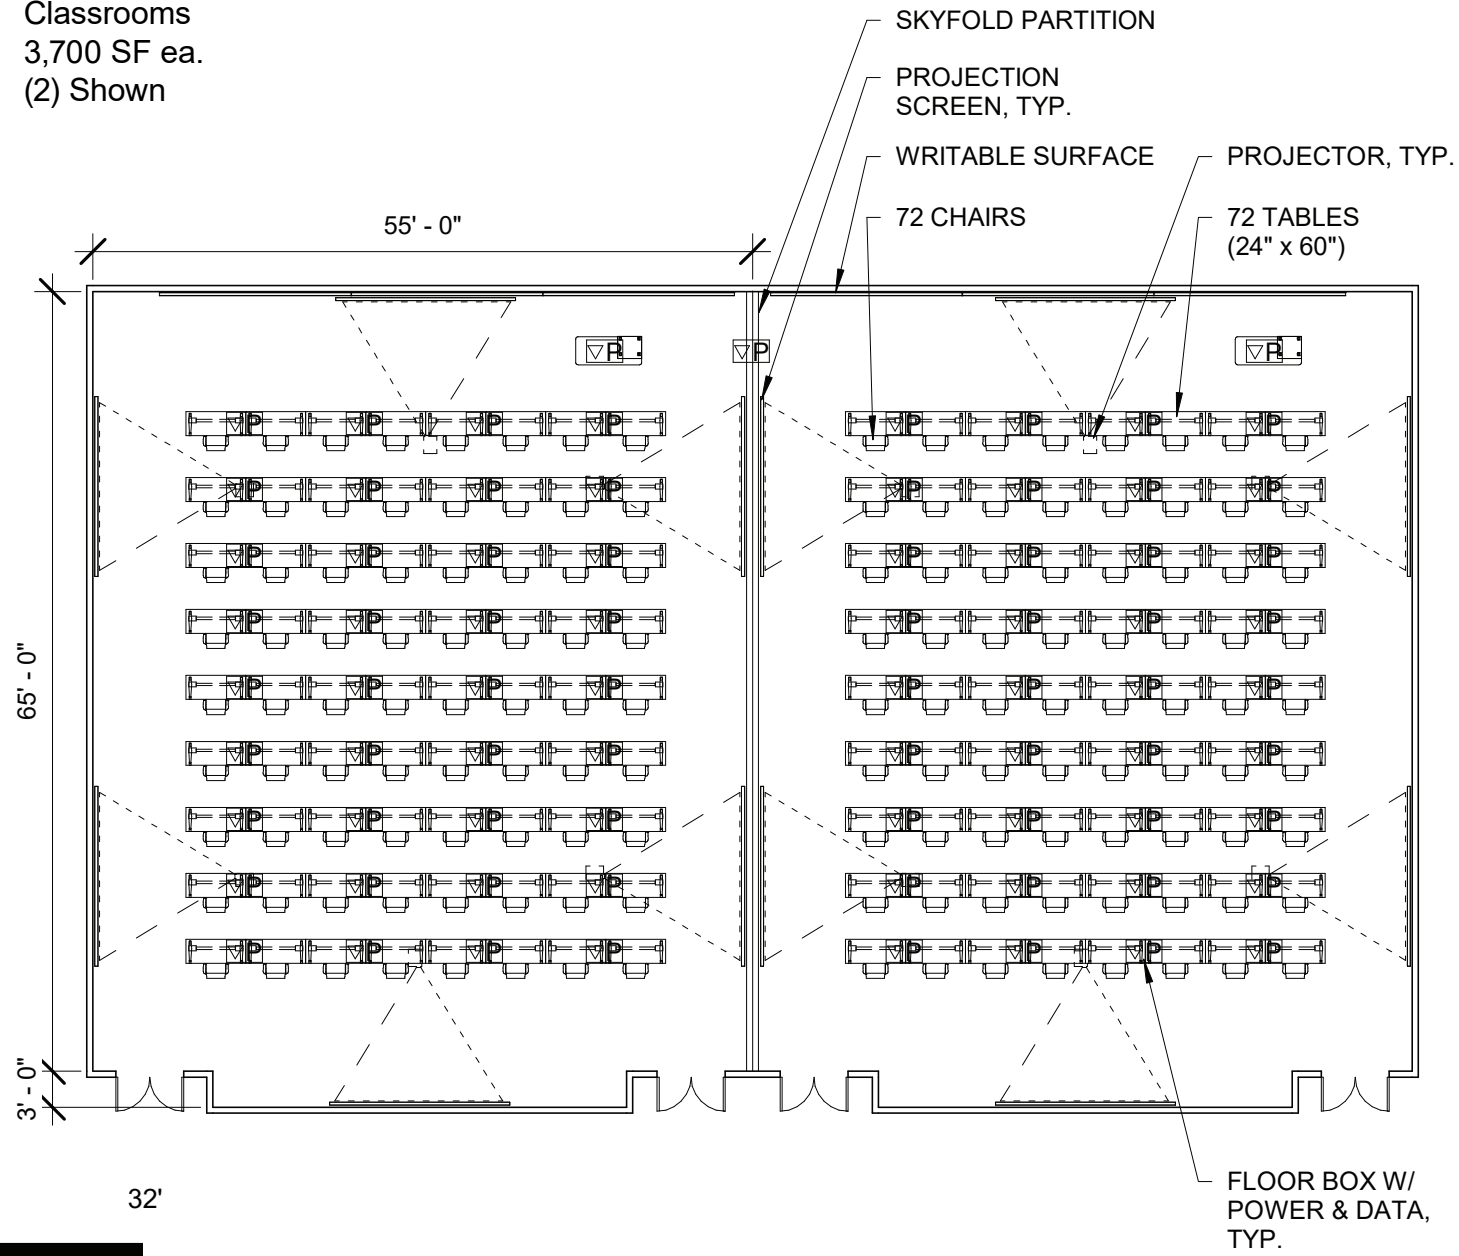 Classrooms
3,700 SF ea.
(2) Shown
SKYFOLD PARTITION
PROJECTION
SCREEN, TYP.
WRITABLE SURFACE
PROJECTOR, TYP.
72 CHAIRS
72 TABLES
(24" x 60")
55' - 0"
P P P
P P P P P P P P
P P P P P P P P
P P P P P P P P
P P P P P P P P
P P P P P P P P
P P P P P P P P
P P P P P P P P
P P P P P P P P
P P P P P P P P
65' - 0"
3' - 0"
32'
FLOOR BOX W/
POWER & DATA,
TYP.